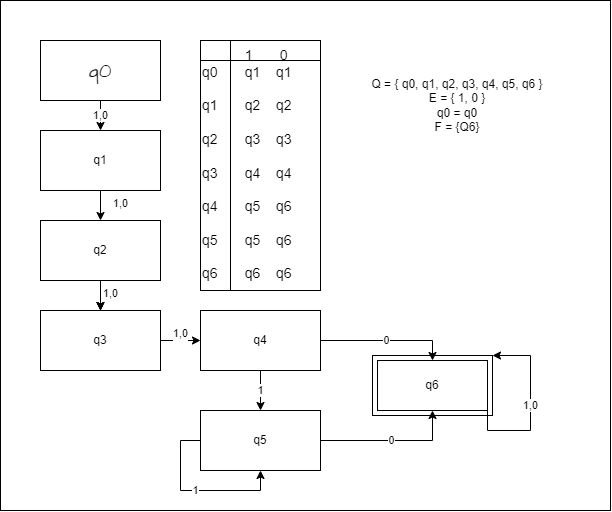 q0
1,0
q1
1,0
q2
1,0
q3
1,0
q4
1
q5
1
0
0
q6
1,0
1 0
q0 q1 q1
q1 q2 q2
q2 q3 q3
q3 q4 q4
q4 q5 q6
q5 q5 q6
q6 q6 q6
Q = { q0, q1, q2, q3, q4, q5, q6 }
E = { 1, 0 }
q0 = q0
F = {Q6}